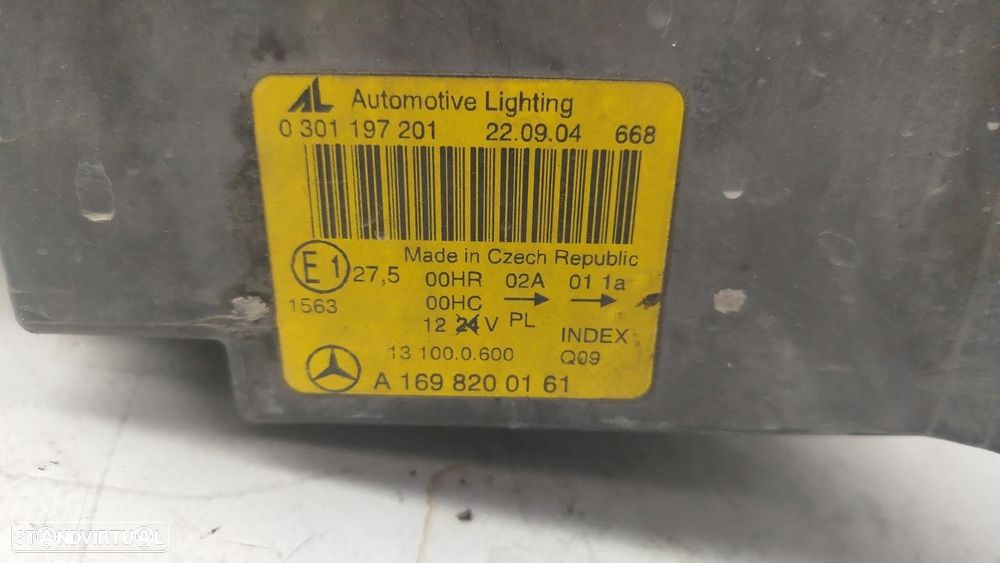 AL Automotive Lighting
0 301 197 201 22.09.04 668
Made in Czech Republic
E1 27,5 00HR 02A 01 1a
1563 00HC → →
12 24 V PL
INDEX
13 100.0.600 Q09
A 169 820 01 61
STANDVIRTUAL